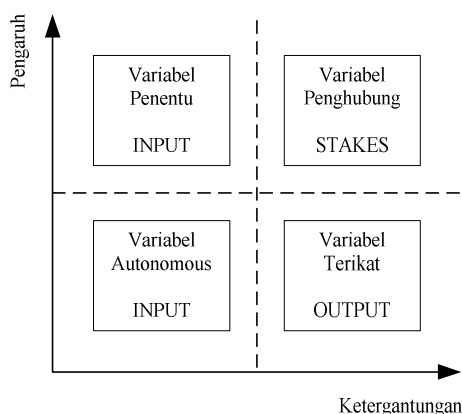 Pengaruh
Variabel
Penentu
INPUT
Variabel
Penghubung
STAKES
Variabel
Autonomous
INPUT
Variabel
Terikat
OUTPUT
Ketergantungan